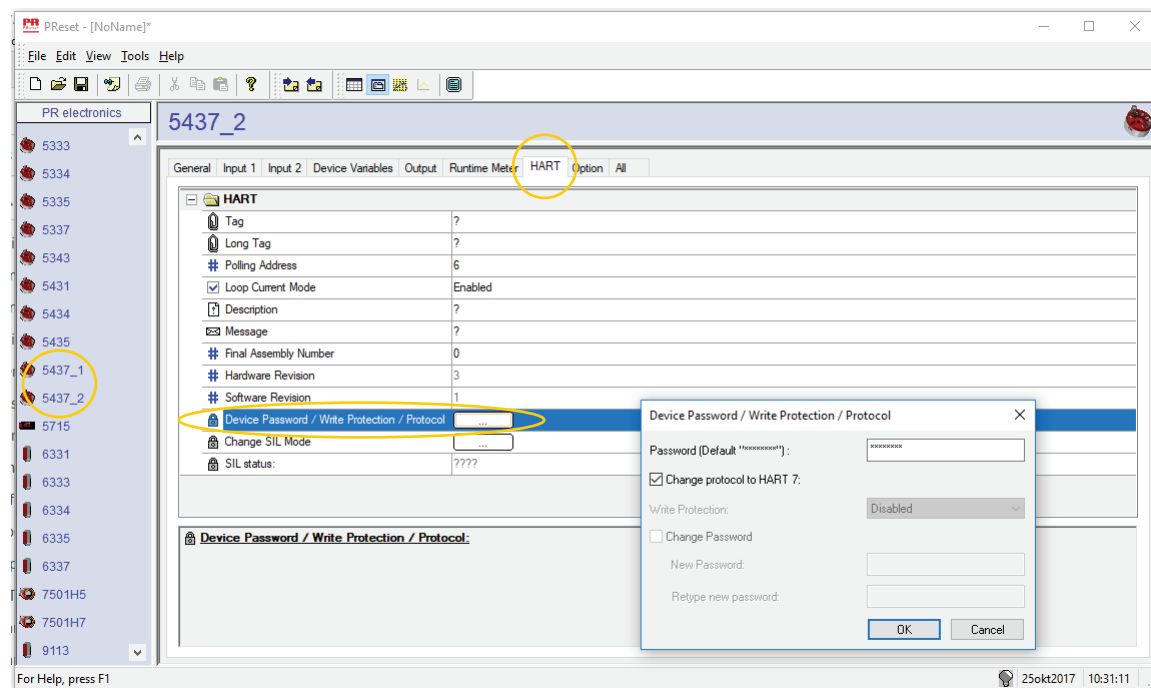 PR PReset - [NoName]*
File Edit View Tools Help
PR electronics
5333
5334
5335
5337
5343
5431
5434
5435
5437_1
5437_2
5715
6331
6333
6334
6335
6337
7501H5
7501H7
9113
5437_2
General Input 1 Input 2 Device Variables Output Runtime Meter HART Option All
HART
Tag ?
Long Tag ?
Polling Address 6
Loop Current Mode Enabled
Description ?
Message ?
Final Assembly Number 0
Hardware Revision 3
Software Revision 1
Device Password / Write Protection / Protocol ...
Change SIL Mode ...
SIL status: ????
Device Password / Write Protection / Protocol:
Device Password / Write Protection / Protocol
Password (Default "********") : ********
Change protocol to HART 7:
Write Protection: Disabled
Change Password
New Password:
Retype new password:
OK Cancel
For Help, press F1 25okt2017 10:31:11